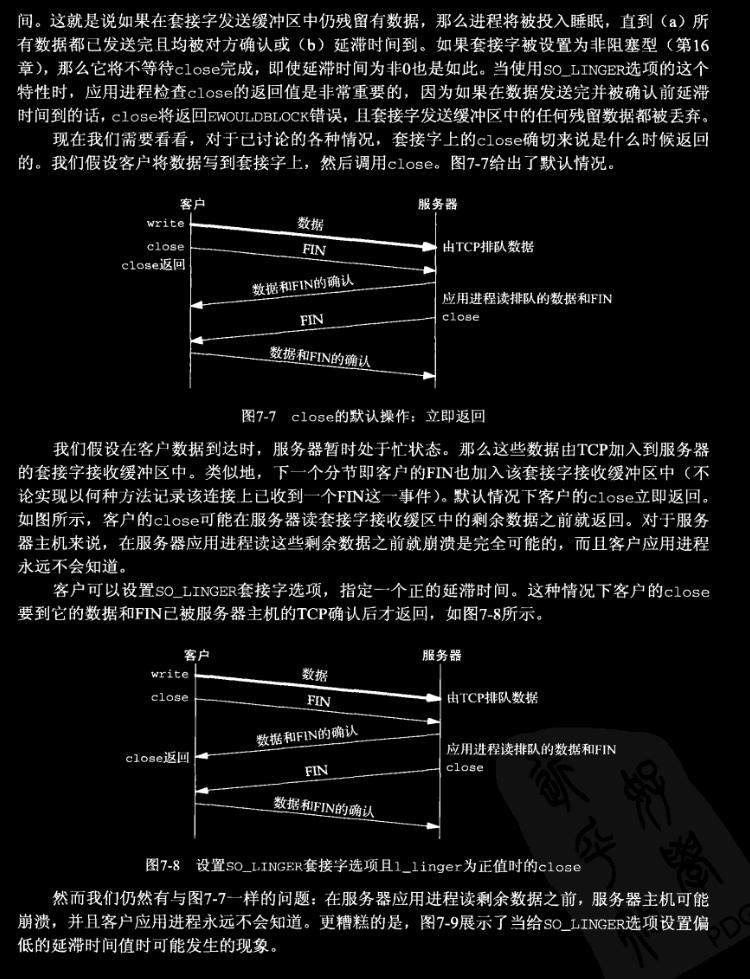 间。这就是说如果在套接字发送缓冲区中仍残留有数据，那么进程将被投入睡眠，直到（a）所
有数据都已发送完且均被对方确认或（b）延滞时间到。如果套接字被设置为非阻塞型（第16
章），那么它将不等待close完成，即使延滞时间为非0也是如此。当使用SO_LINGER选项的这个
特性时，应用进程检查close的返回值是非常重要的，因为如果在数据发送完并被确认前延滞
时间到的话，close将返回EWOULDBLOCK错误，且套接字发送缓冲区中的任何残留数据都被丢弃。
现在我们需要看看，对于已讨论的各种情况，套接字上的close确切来说是什么时候返回
的。我们假设客户将数据写到套接字上，然后调用close。图7-7给出了默认情况。
客户 服务器
write 数据
close FIN 由TCP排队数据
close返回
数据和FIN的确认
应用进程读排队的数据和FIN
FIN close
数据和FIN的确认
图7-7 close的默认操作：立即返回
我们假设在客户数据到达时，服务器暂时处于忙状态。那么这些数据由TCP加入到服务器
的套接字接收缓冲区中。类似地，下一个分节即客户的FIN也加入该套接字接收缓冲区中（不
论实现以何种方法记录该连接上已收到一个FIN这一事件）。默认情况下客户的close立即返回。
如图所示，客户的close可能在服务器读套接字接收缓区中的剩余数据之前就返回。对于服务
器主机来说，在服务器应用进程读这些剩余数据之前就崩溃是完全可能的，而且客户应用进程
永远不会知道。
客户可以设置SO_LINGER套接字选项，指定一个正的延滞时间。这种情况下客户的close
要到它的数据和FIN已被服务器主机的TCP确认后才返回，如图7-8所示。
客户 服务器
write 数据
close FIN 由TCP排队数据
数据和FIN的确认
close返回 应用进程读排队的数据和FIN
FIN close
数据和FIN的确认
图7-8 设置SO_LINGER套接字选项且l_linger为正值时的close
然而我们仍然有与图7-7一样的问题：在服务器应用进程读剩余数据之前，服务器主机可能
崩溃，并且客户应用进程永远不会知道。更糟糕的是，图7-9展示了当给SO_LINGER选项设置偏
低的延滞时间值时可能发生的现象。